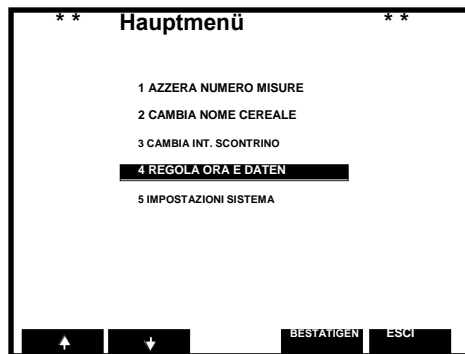 ** Hauptmenü **
1 AZZERA NUMERO MISURE
2 CAMBIA NOME CEREALE
3 CAMBIA INT. SCONTRINO
4 REGOLA ORA E DATEN
5 IMPOSTAZIONI SISTEMA
BESTÄTIGEN ESCI